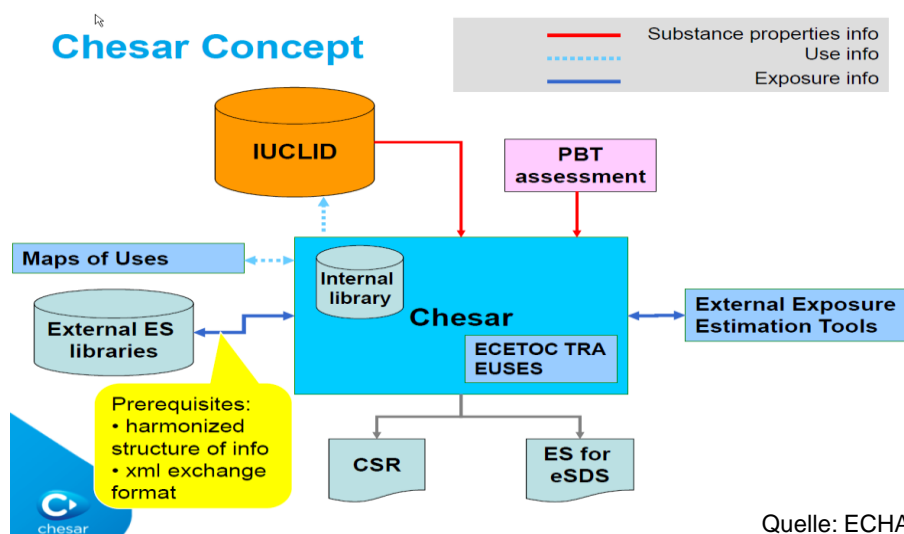 Chesar Concept
Substance properties info
Use info
Exposure info
IUCLID
PBT
assessment
Maps of Uses
Internal
library
External ES
libraries
Chesar
External Exposure
Estimation Tools
ECETOC TRA
EUSES
Prerequisites:
• harmonized
structure of info
• xml exchange
format
CSR
ES for
eSDS
chesar
Quelle: ECHA